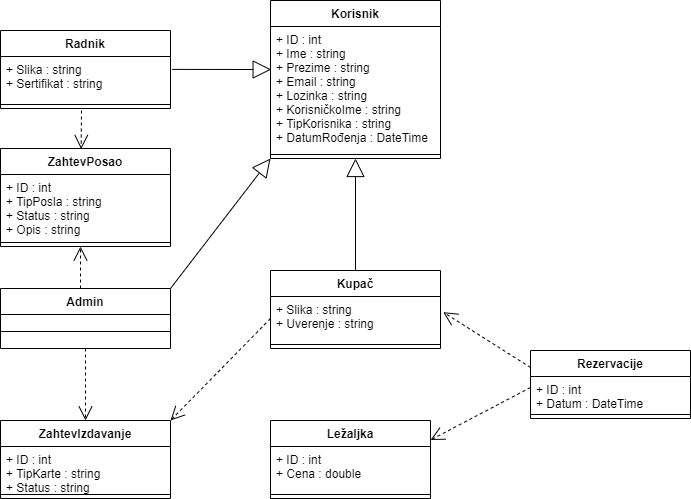 Korisnik
+ ID : int
+ Ime : string
+ Prezime : string
+ Email : string
+ Lozinka : string
+ KorisničkoIme : string
+ TipKorisnika : string
+ DatumRođenja : DateTime
Radnik
+ Slika : string
+ Sertifikat : string
ZahtevPosao
+ ID : int
+ TipPosla : string
+ Status : string
+ Opis : string
Admin
Kupač
+ Slika : string
+ Uverenje : string
Rezervacije
+ ID : int
+ Datum : DateTime
ZahtevIzdavanje
+ ID : int
+ TipKarte : string
+ Status : string
Ležaljka
+ ID : int
+ Cena : double